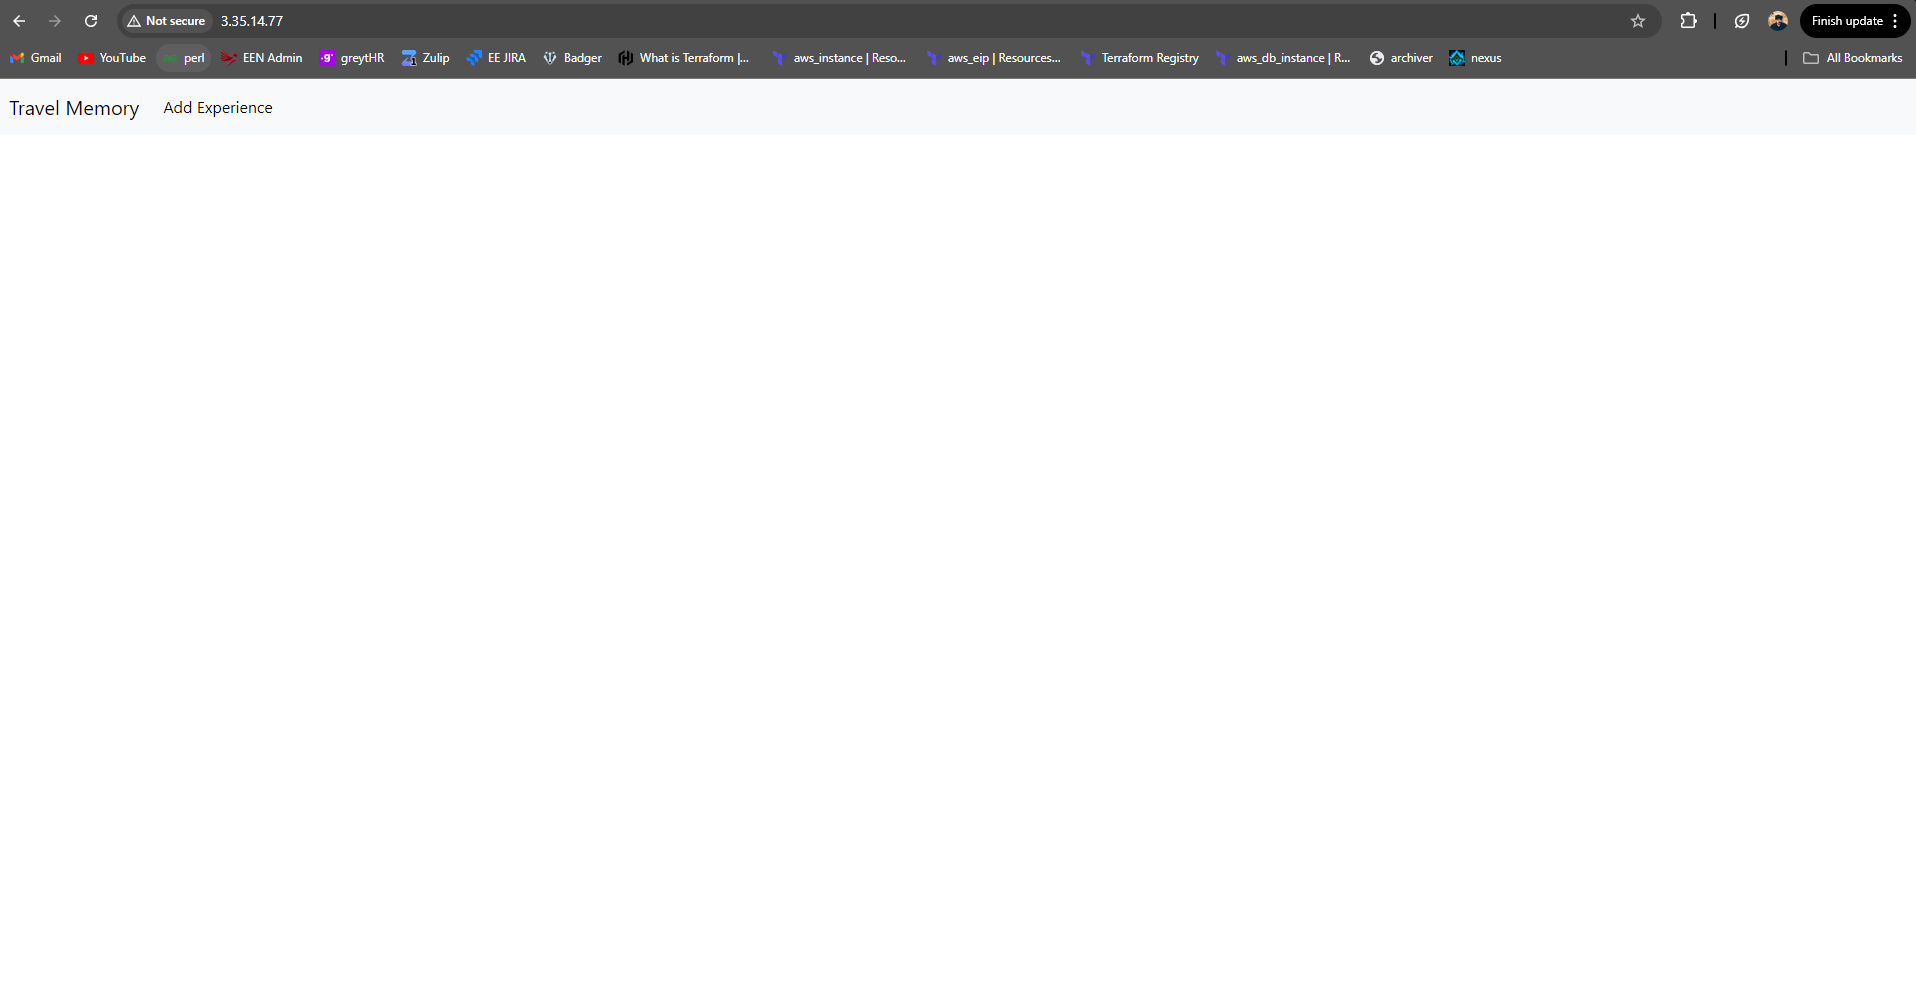 Not secure 3.35.14.77 Finish update
Gmail YouTube perl EEN Admin greytHR Zulip EE JIRA Badger What is Terraform |... aws_instance | Reso... aws_eip | Resources... Terraform Registry aws_db_instance | R... archiver nexus All Bookmarks
Travel Memory Add Experience